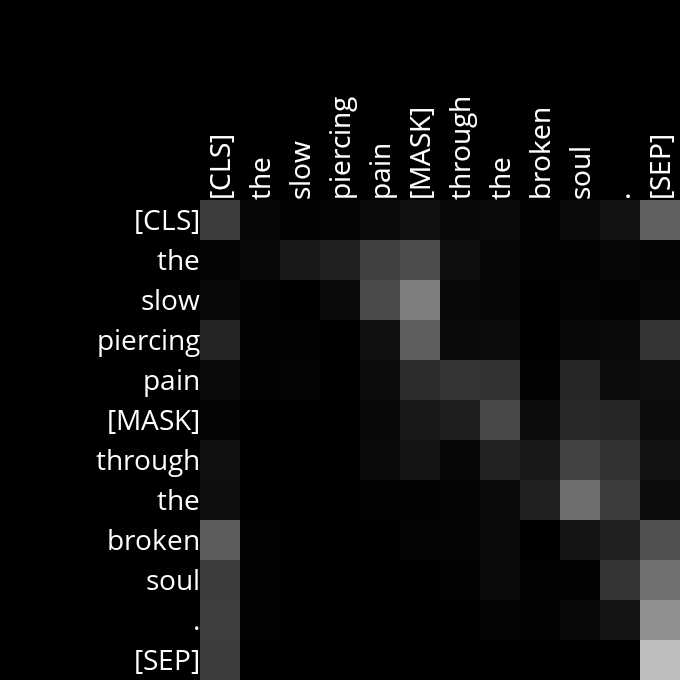 [CLS] the slow piercing pain [MASK] through the broken soul . [SEP]
[CLS]
the
slow
piercing
pain
[MASK]
through
the
broken
soul
.
[SEP]